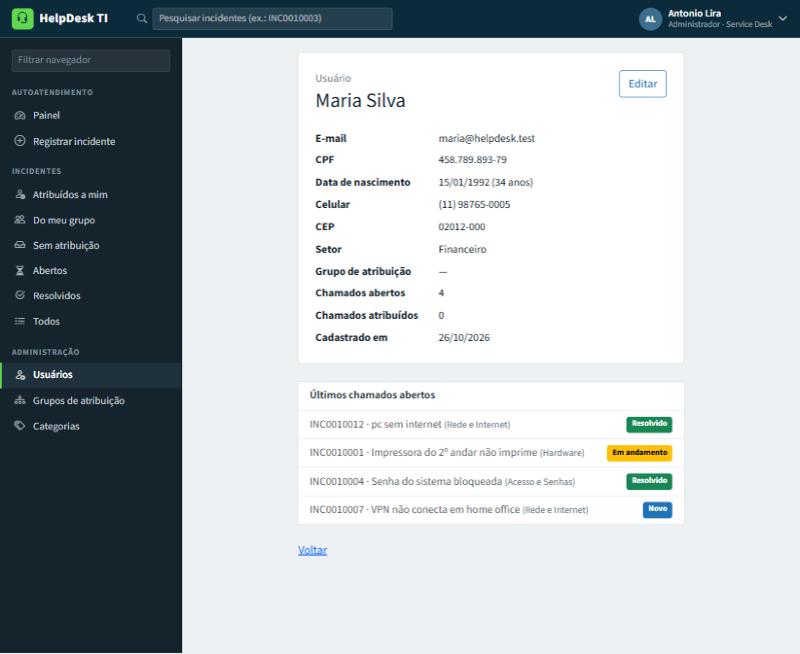 HelpDesk TI
Pesquisar incidentes (ex.: INC0010003)
AL
Antonio Lira
Administrador · Service Desk
Filtrar navegador
AUTOATENDIMENTO
Painel
Registrar incidente
INCIDENTES
Atribuídos a mim
Do meu grupo
Sem atribuição
Abertos
Resolvidos
Todos
ADMINISTRAÇÃO
Usuários
Grupos de atribuição
Categorias
Usuário
Maria Silva
Editar
E-mail maria@helpdesk.test
CPF 458.789.893-79
Data de nascimento 15/01/1992 (34 anos)
Celular (11) 98765-0005
CEP 02012-000
Setor Financeiro
Grupo de atribuição —
Chamados abertos 4
Chamados atribuídos 0
Cadastrado em 26/10/2026
Últimos chamados abertos
INC0010012 · pc sem internet (Rede e Internet) Resolvido
INC0010001 · Impressora do 2º andar não imprime (Hardware) Em andamento
INC0010004 · Senha do sistema bloqueada (Acesso e Senhas) Resolvido
INC0010007 · VPN não conecta em home office (Rede e Internet) Novo
Voltar